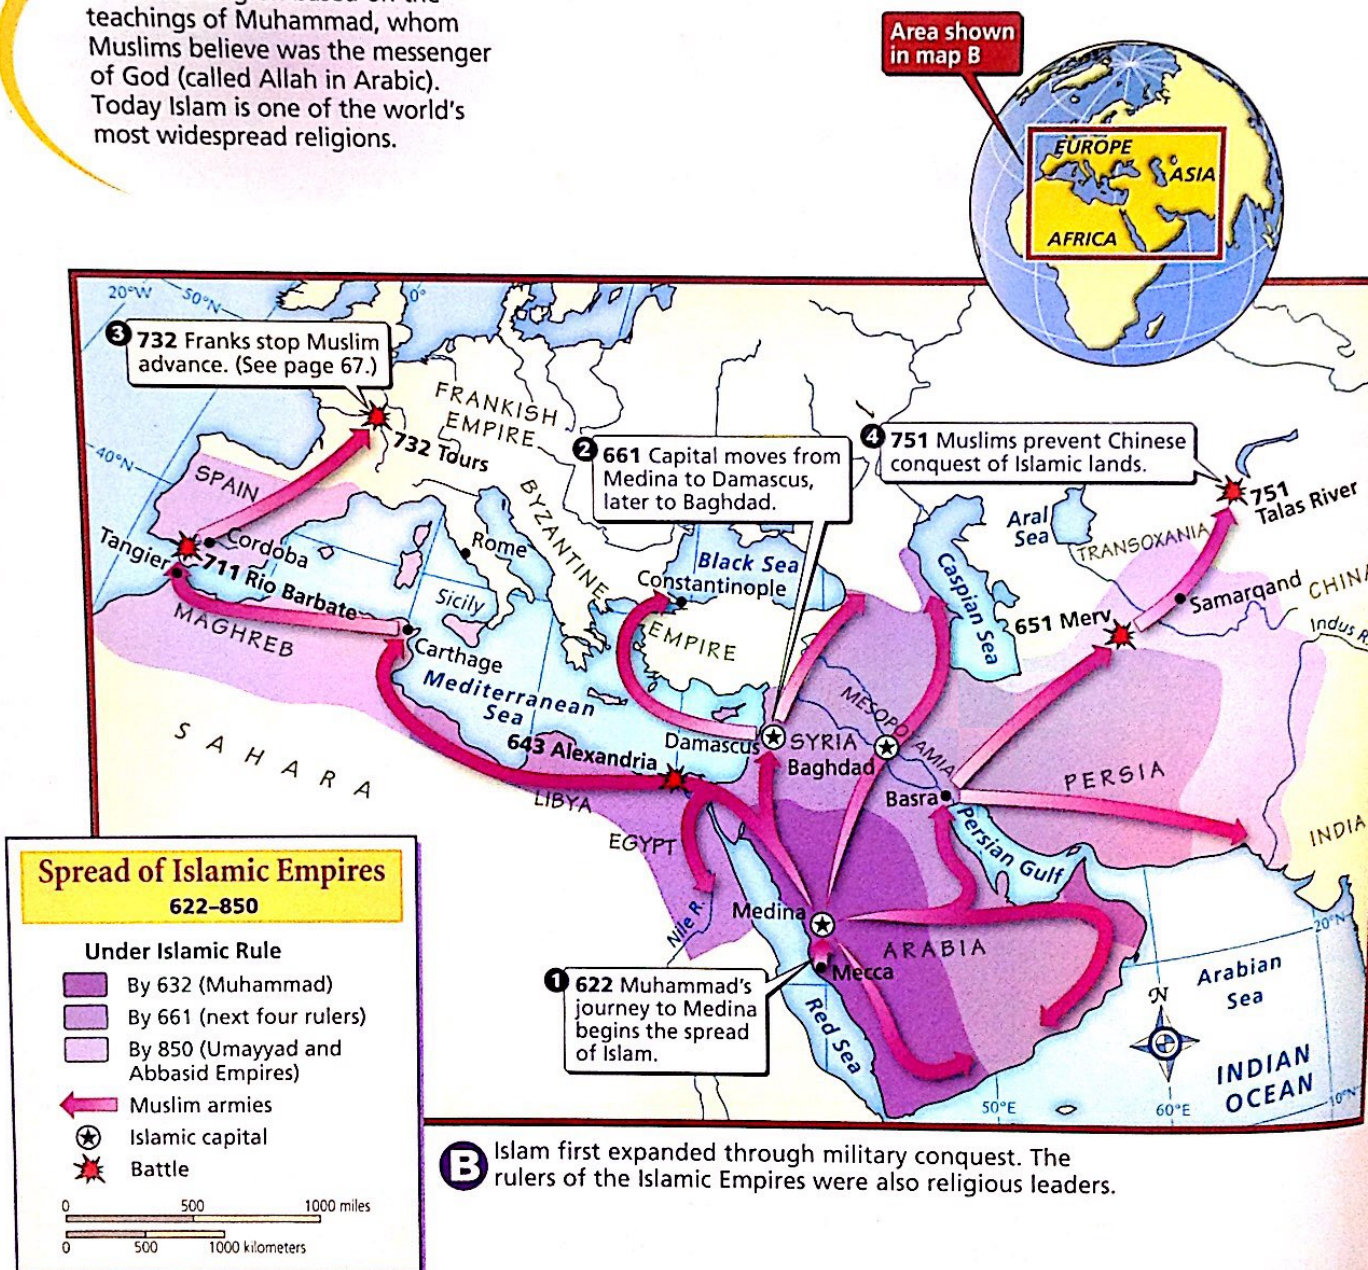 teachings of Muhammad, whom
Muslims believe was the messenger
of God (called Allah in Arabic).
Today Islam is one of the world's
most widespread religions.
Area shown
in map B
EUROPE
ASIA
AFRICA
20°W
50°N
0°
3 732 Franks stop Muslim
advance. (See page 67.)
FRANKISH
EMPIRE
732 Tours
2 661 Capital moves from
Medina to Damascus,
later to Baghdad.
4 751 Muslims prevent Chinese
conquest of Islamic lands.
751
Talas River
40°N
SPAIN
BYZANTINE
EMPIRE
Aral
Sea
TRANSOXANIA
Tangier
Cordoba
711 Rio Barbate
Rome
Black Sea
Constantinople
Caspian Sea
Samarqand
CHINA
651 Merv
Indus R.
Sicily
MAGHREB
Carthage
Mediterranean
Sea
MESOPOTAMIA
SAHARA
643 Alexandria
Damascus
SYRIA
Baghdad
Basra
PERSIA
LIBYA
EGYPT
Persian Gulf
INDIA
Nile R.
Medina
ARABIA
Mecca
20°N
Arabian
Sea
1 622 Muhammad's
journey to Medina
begins the spread
of Islam.
Red Sea
N
INDIAN
OCEAN
50°E
60°E
10°N
Spread of Islamic Empires
622–850
Under Islamic Rule
By 632 (Muhammad)
By 661 (next four rulers)
By 850 (Umayyad and
Abbasid Empires)
Muslim armies
Islamic capital
Battle
0 500 1000 miles
0 500 1000 kilometers
B Islam first expanded through military conquest. The
rulers of the Islamic Empires were also religious leaders.